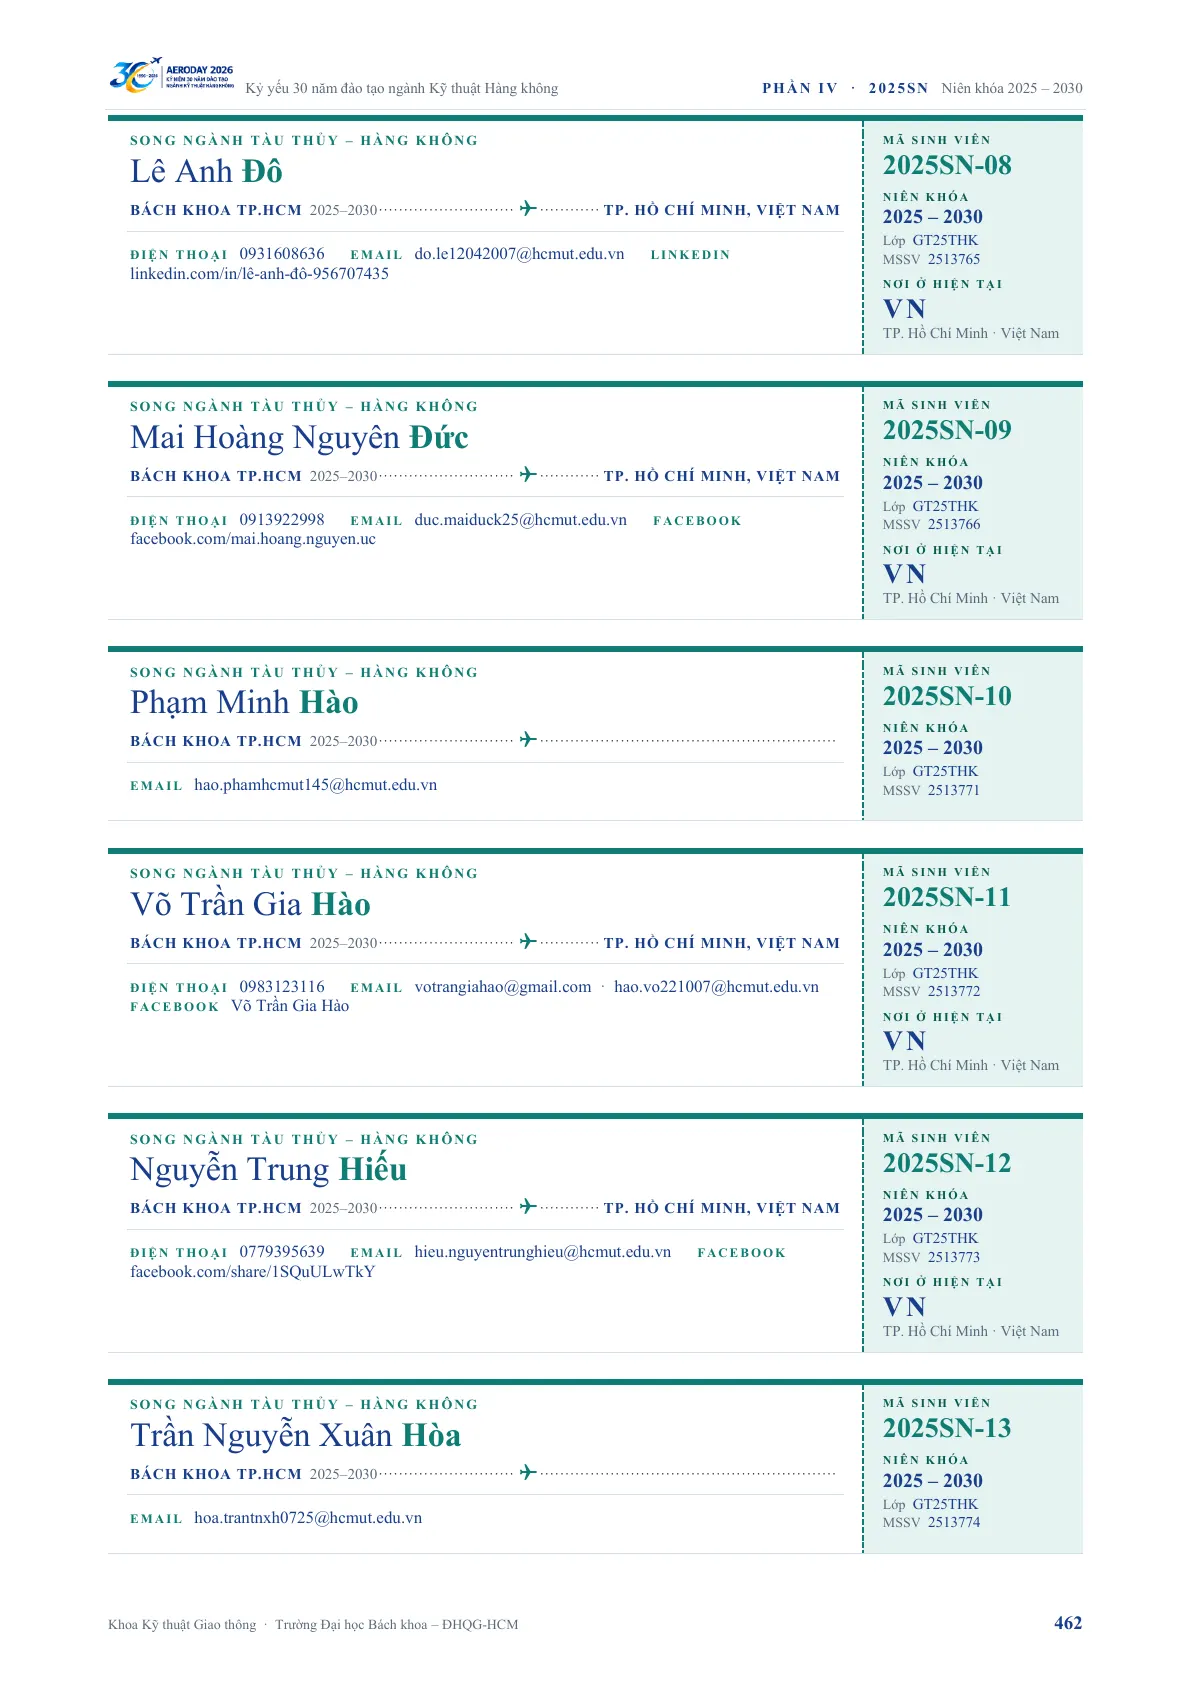 30
1996 - 2026
AERODAY 2026
KỶ NIỆM 30 NĂM ĐÀO TẠO
NGÀNH KỸ THUẬT HÀNG KHÔNG
Kỷ yếu 30 năm đào tạo ngành Kỹ thuật Hàng không
PHẦN IV · 2025SN Niên khóa 2025 – 2030
SONG NGÀNH TÀU THỦY – HÀNG KHÔNG
Lê Anh Đô
BÁCH KHOA TP.HCM 2025–2030 TP. HỒ CHÍ MINH, VIỆT NAM
ĐIỆN THOẠI 0931608636 EMAIL do.le12042007@hcmut.edu.vn LINKEDIN
linkedin.com/in/lê-anh-đô-956707435
MÃ SINH VIÊN
2025SN-08
NIÊN KHÓA
2025 – 2030
Lớp GT25THK
MSSV 2513765
NƠI Ở HIỆN TẠI
VN
TP. Hồ Chí Minh · Việt Nam
SONG NGÀNH TÀU THỦY – HÀNG KHÔNG
Mai Hoàng Nguyên Đức
BÁCH KHOA TP.HCM 2025–2030 TP. HỒ CHÍ MINH, VIỆT NAM
ĐIỆN THOẠI 0913922998 EMAIL duc.maiduck25@hcmut.edu.vn FACEBOOK
facebook.com/mai.hoang.nguyen.uc
MÃ SINH VIÊN
2025SN-09
NIÊN KHÓA
2025 – 2030
Lớp GT25THK
MSSV 2513766
NƠI Ở HIỆN TẠI
VN
TP. Hồ Chí Minh · Việt Nam
SONG NGÀNH TÀU THỦY – HÀNG KHÔNG
Phạm Minh Hào
BÁCH KHOA TP.HCM 2025–2030
EMAIL hao.phamhcmut145@hcmut.edu.vn
MÃ SINH VIÊN
2025SN-10
NIÊN KHÓA
2025 – 2030
Lớp GT25THK
MSSV 2513771
SONG NGÀNH TÀU THỦY – HÀNG KHÔNG
Võ Trần Gia Hào
BÁCH KHOA TP.HCM 2025–2030 TP. HỒ CHÍ MINH, VIỆT NAM
ĐIỆN THOẠI 0983123116 EMAIL votrangiahao@gmail.com · hao.vo221007@hcmut.edu.vn
FACEBOOK Võ Trần Gia Hào
MÃ SINH VIÊN
2025SN-11
NIÊN KHÓA
2025 – 2030
Lớp GT25THK
MSSV 2513772
NƠI Ở HIỆN TẠI
VN
TP. Hồ Chí Minh · Việt Nam
SONG NGÀNH TÀU THỦY – HÀNG KHÔNG
Nguyễn Trung Hiếu
BÁCH KHOA TP.HCM 2025–2030 TP. HỒ CHÍ MINH, VIỆT NAM
ĐIỆN THOẠI 0779395639 EMAIL hieu.nguyentrunghieu@hcmut.edu.vn FACEBOOK
facebook.com/share/1SQuULwTkY
MÃ SINH VIÊN
2025SN-12
NIÊN KHÓA
2025 – 2030
Lớp GT25THK
MSSV 2513773
NƠI Ở HIỆN TẠI
VN
TP. Hồ Chí Minh · Việt Nam
SONG NGÀNH TÀU THỦY – HÀNG KHÔNG
Trần Nguyễn Xuân Hòa
BÁCH KHOA TP.HCM 2025–2030
EMAIL hoa.trantnxh0725@hcmut.edu.vn
MÃ SINH VIÊN
2025SN-13
NIÊN KHÓA
2025 – 2030
Lớp GT25THK
MSSV 2513774
Khoa Kỹ thuật Giao thông · Trường Đại học Bách khoa – ĐHQG-HCM
462